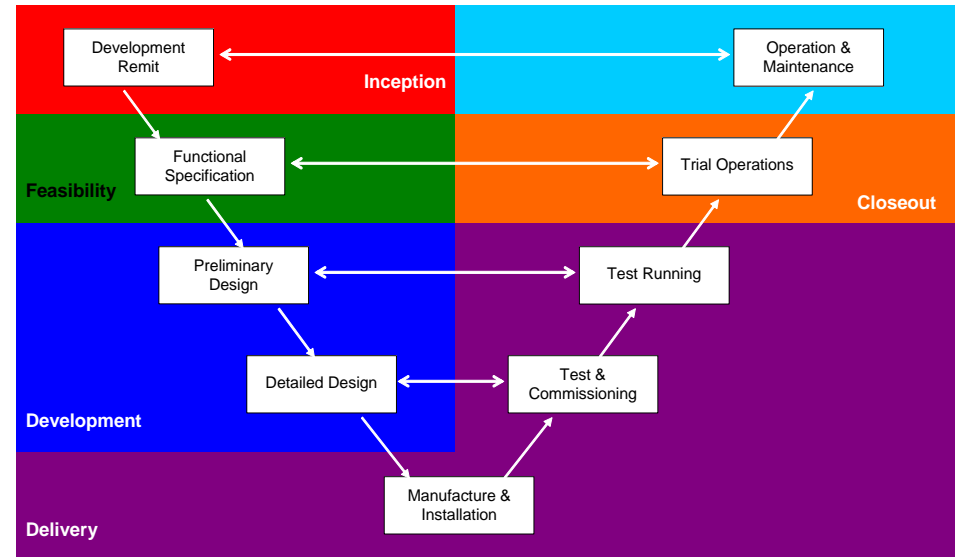 Development
Remit
Operation &
Maintenance
Inception
Functional
Specification
Trial Operations
Feasibility
Closeout
Preliminary
Design
Test Running
Detailed Design
Test &
Commissioning
Development
Manufacture &
Installation
Delivery